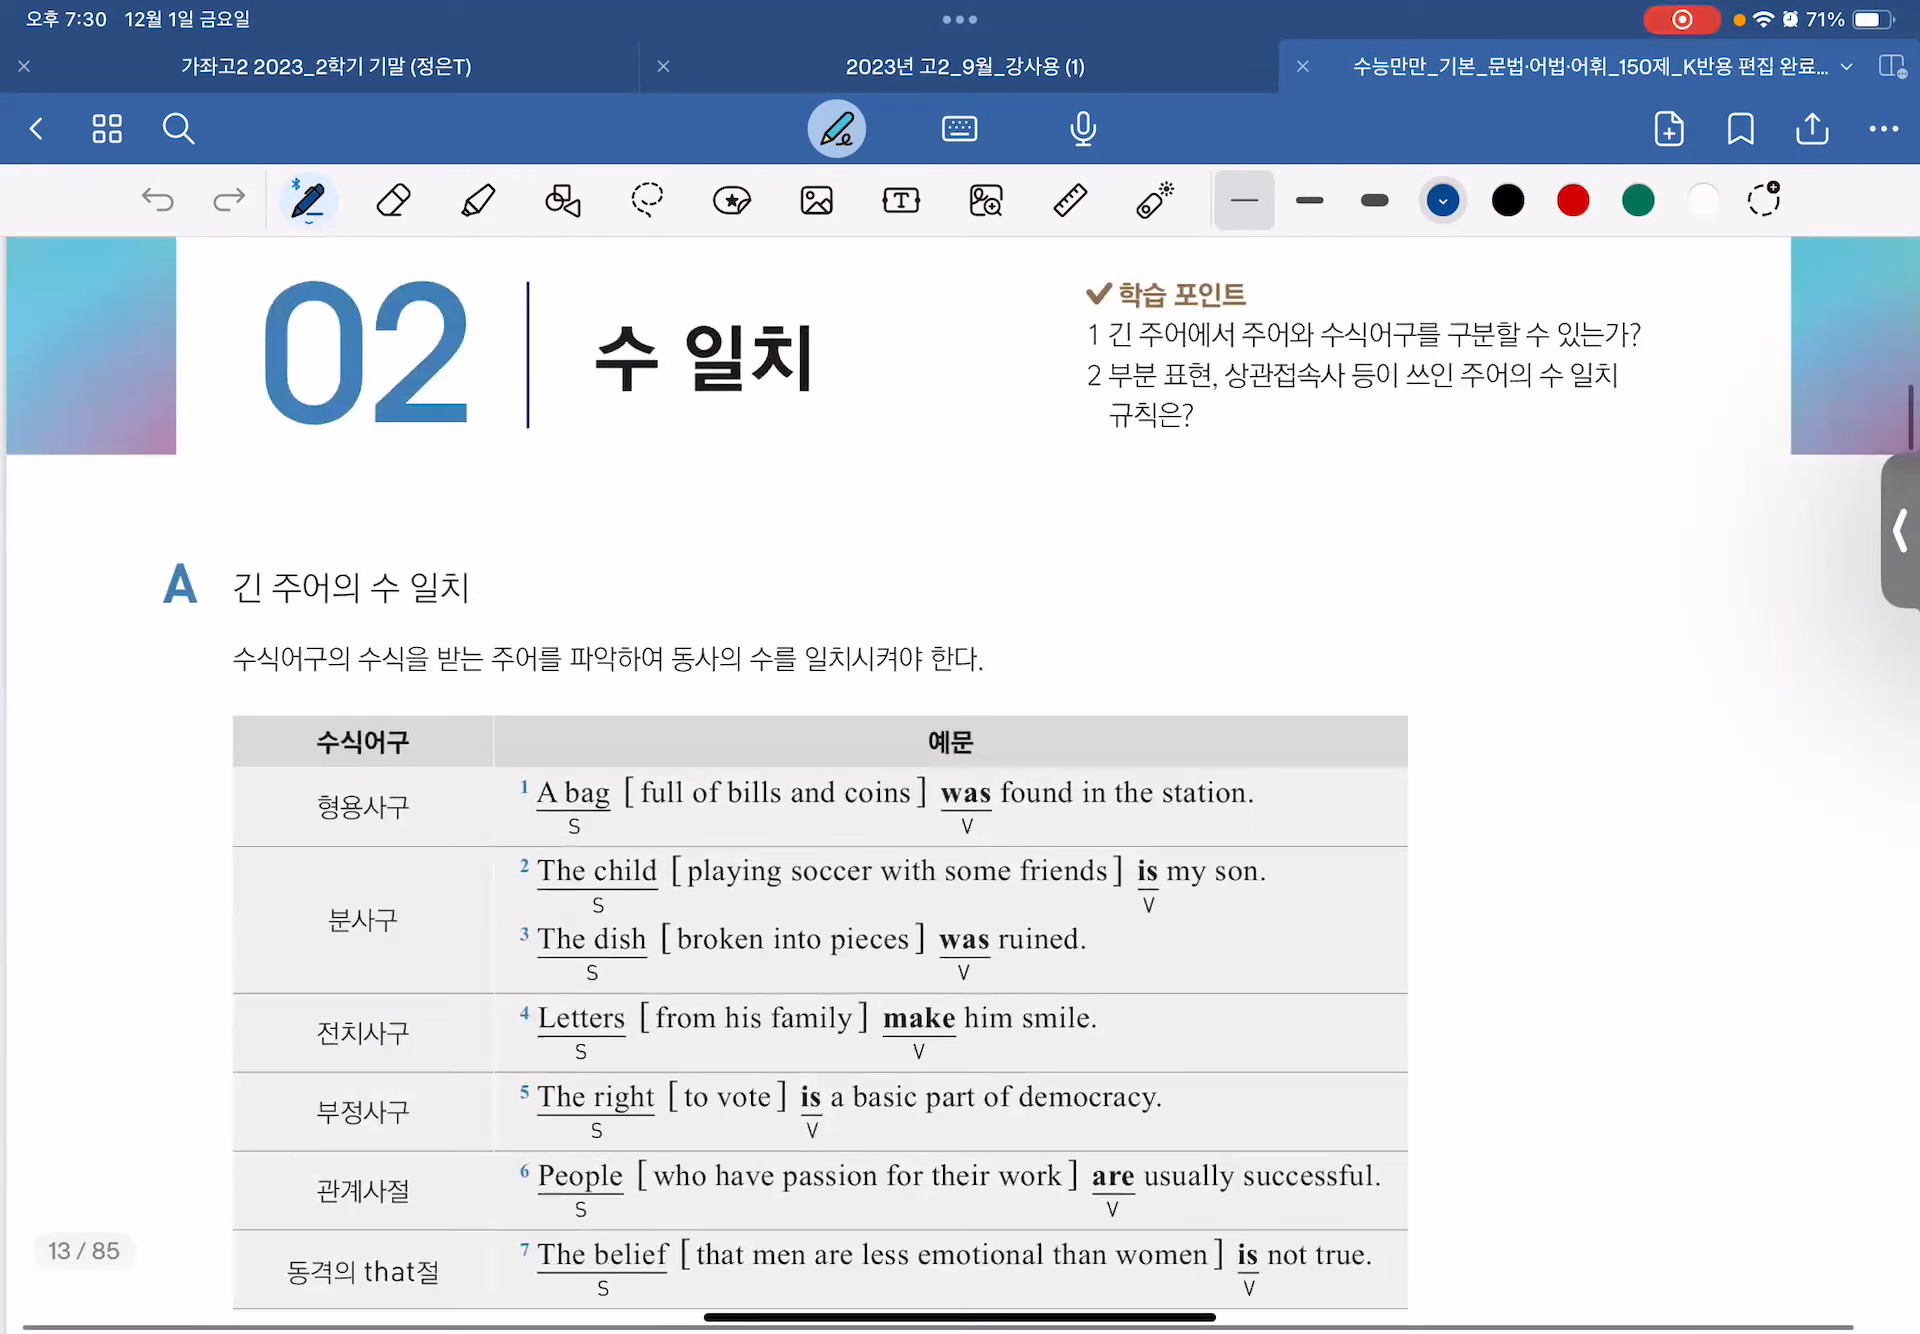 오후 7:30 12월 1일 금요일
71%
가좌고2 2023_2학기 기말 (정은T)
2023년 고2_9월_강사용 (1)
수능만만_기본_문법·어법·어휘_150제_K반용 편집 완료...
02
수 일치
학습 포인트
1 긴 주어에서 주어와 수식어구를 구분할 수 있는가?
2 부분 표현, 상관접속사 등이 쓰인 주어의 수 일치
규칙은?
A 긴 주어의 수 일치
수식어구의 수식을 받는 주어를 파악하여 동사의 수를 일치시켜야 한다.
수식어구 예문
형용사구
1 A bag [full of bills and coins] was found in the station.
S V
분사구
2 The child [playing soccer with some friends] is my son.
S V
3 The dish [broken into pieces] was ruined.
S V
전치사구
4 Letters [from his family] make him smile.
S V
부정사구
5 The right [to vote] is a basic part of democracy.
S V
관계사절
6 People [who have passion for their work] are usually successful.
S V
동격의 that절
7 The belief [that men are less emotional than women] is not true.
S V
13 / 85